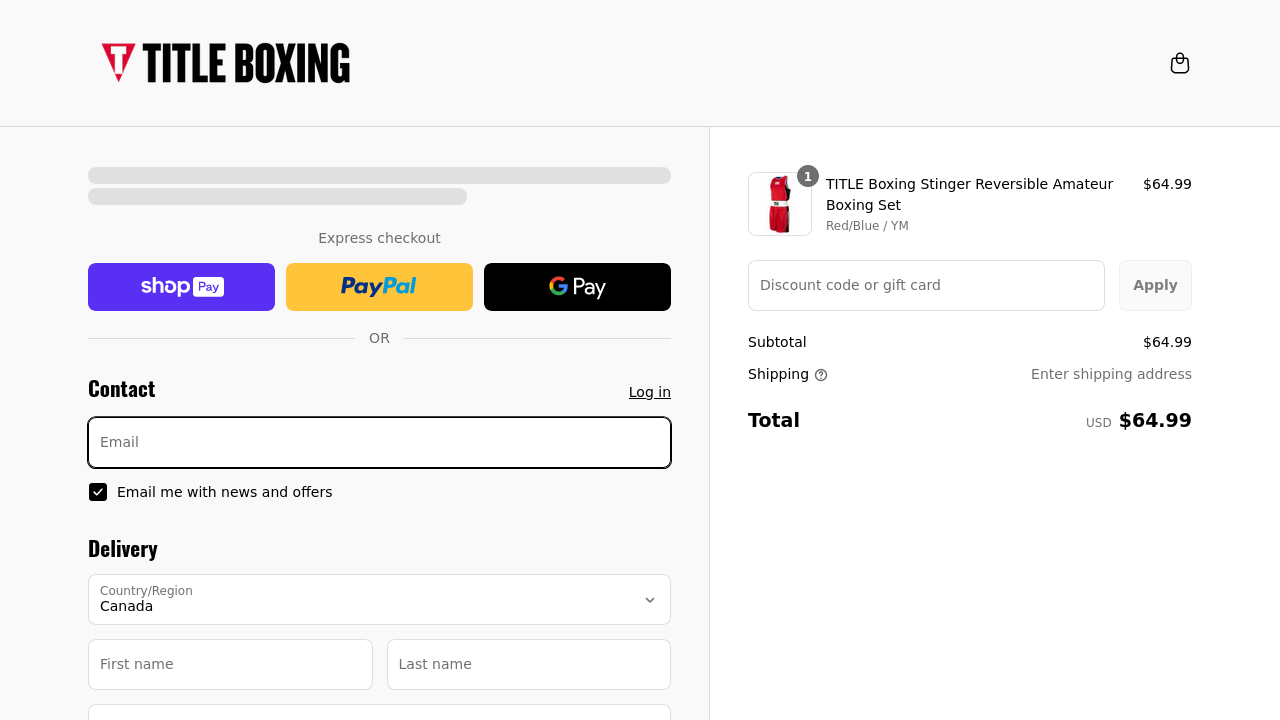 TITLE BOXING
Express checkout
shop Pay
PayPal
G Pay
OR
Contact
Log in
Email
Email me with news and offers
Delivery
Country/Region
Canada
First name
Last name
1
TITLE Boxing Stinger Reversible Amateur
Boxing Set
$64.99
Red/Blue / YM
Discount code or gift card
Apply
Subtotal
$64.99
Shipping
Enter shipping address
Total
USD $64.99